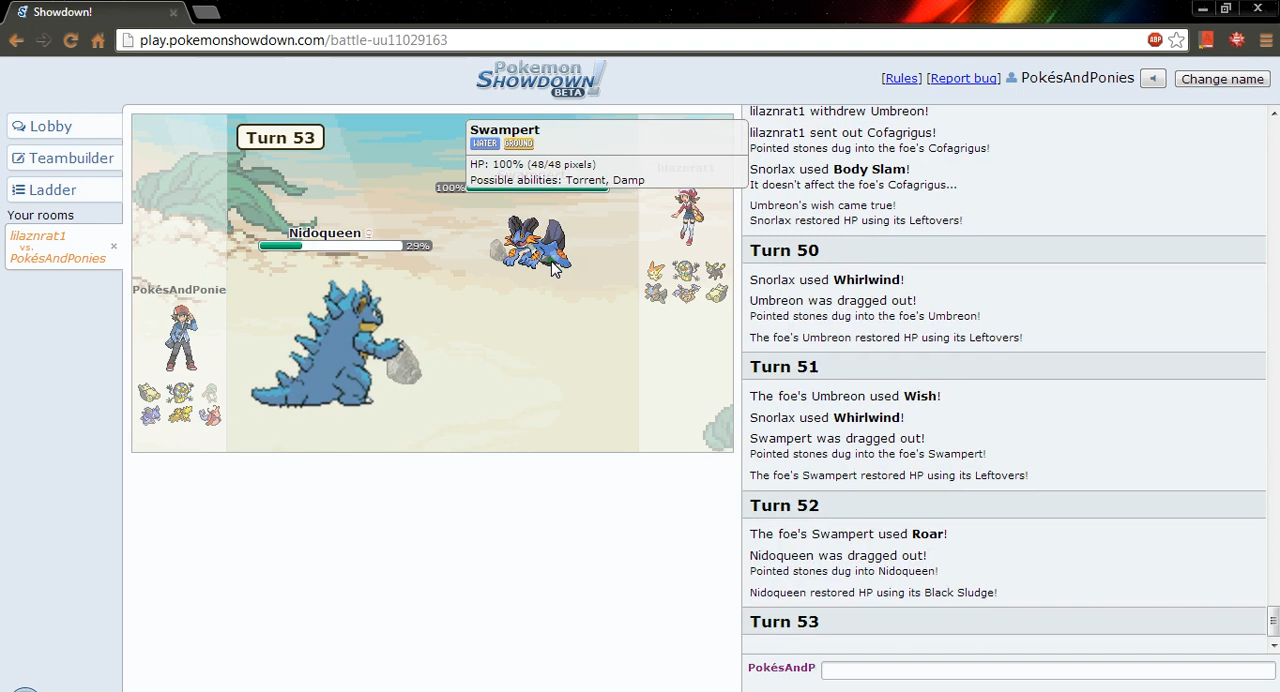 Showdown!
play.pokemonshowdown.com/battle-uu11029163
ABP
Pokémon
SHOWDOWN!
BETA
[Rules] [Report bug] PokésAndPonies
Change name
Lobby
Teambuilder
Ladder
Your rooms
lilaznrat1
vs.
PokésAndPonies
Turn 53
Swampert
WATER GROUND
HP: 100% (48/48 pixels)
Possible abilities: Torrent, Damp
100%
lilaznrat1
Nidoqueen ♀
29%
PokésAndPonie
lilaznrat1 withdrew Umbreon!
lilaznrat1 sent out Cofagrigus!
Pointed stones dug into the foe's Cofagrigus!
Snorlax used Body Slam!
It doesn't affect the foe's Cofagrigus...
Umbreon's wish came true!
Snorlax restored HP using its Leftovers!
Turn 50
Snorlax used Whirlwind!
Umbreon was dragged out!
Pointed stones dug into the foe's Umbreon!
The foe's Umbreon restored HP using its Leftovers!
Turn 51
The foe's Umbreon used Wish!
Snorlax used Whirlwind!
Swampert was dragged out!
Pointed stones dug into the foe's Swampert!
The foe's Swampert restored HP using its Leftovers!
Turn 52
The foe's Swampert used Roar!
Nidoqueen was dragged out!
Pointed stones dug into Nidoqueen!
Nidoqueen restored HP using its Black Sludge!
Turn 53
PokésAndP